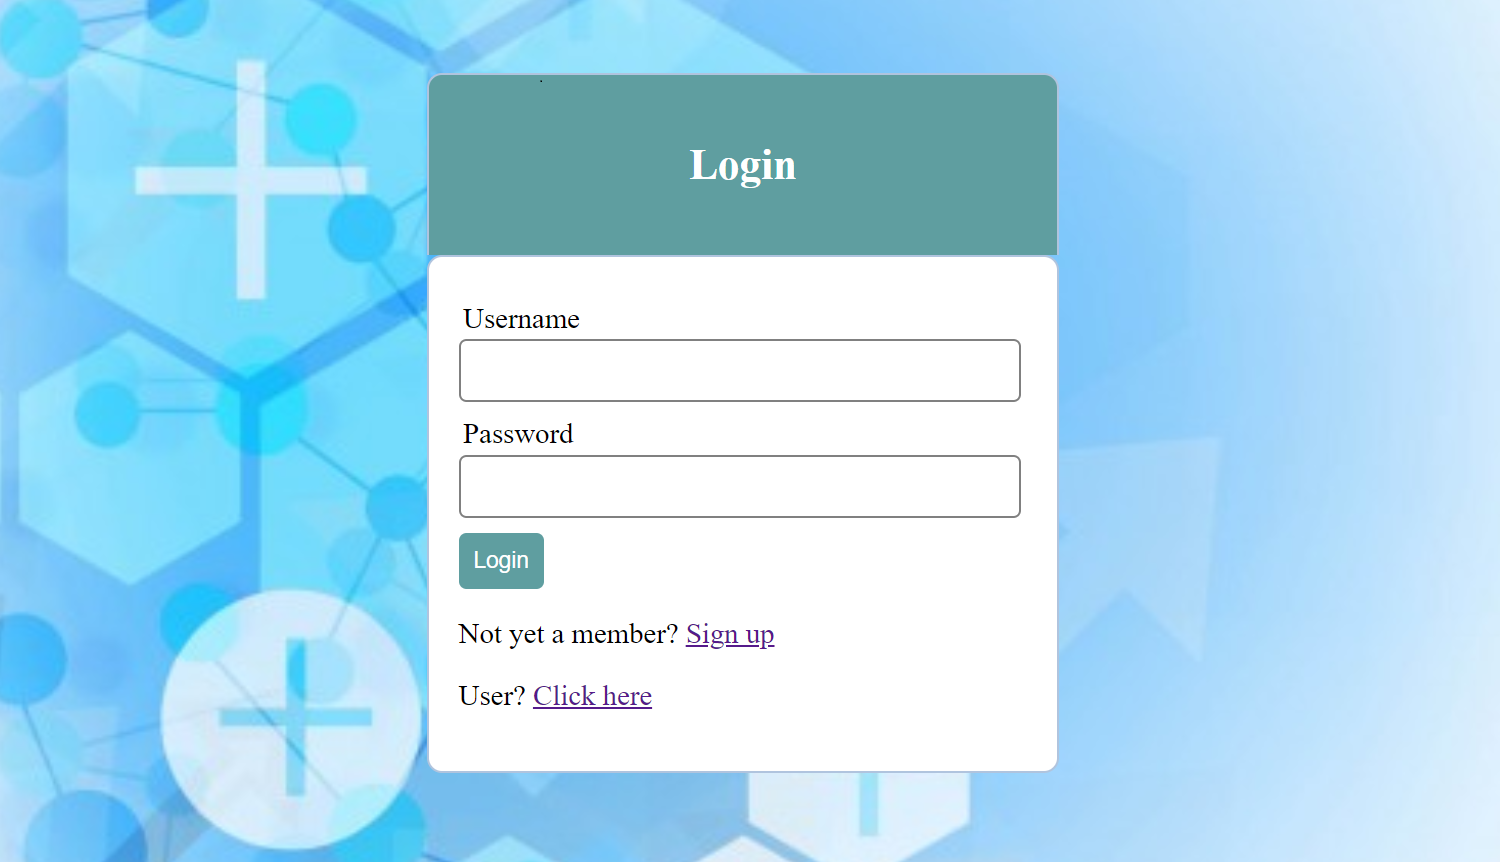 Login
Username
Password
Login
Not yet a member? Sign up
User? Click here